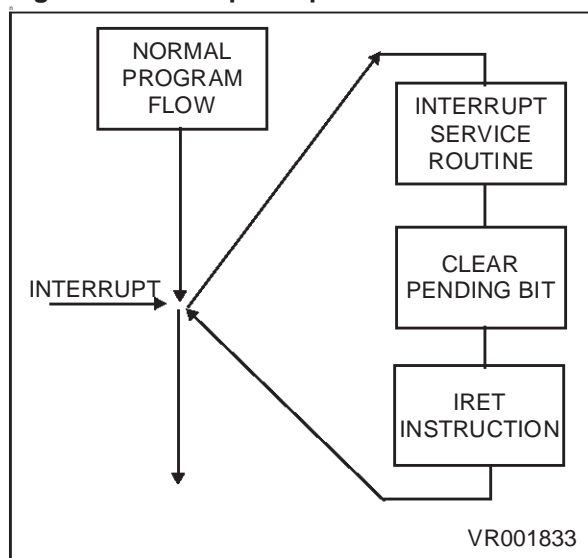 NORMAL
PROGRAM
FLOW
INTERRUPT
SERVICE
ROUTINE
INTERRUPT
CLEAR
PENDING BIT
IRET
INSTRUCTION
VR001833